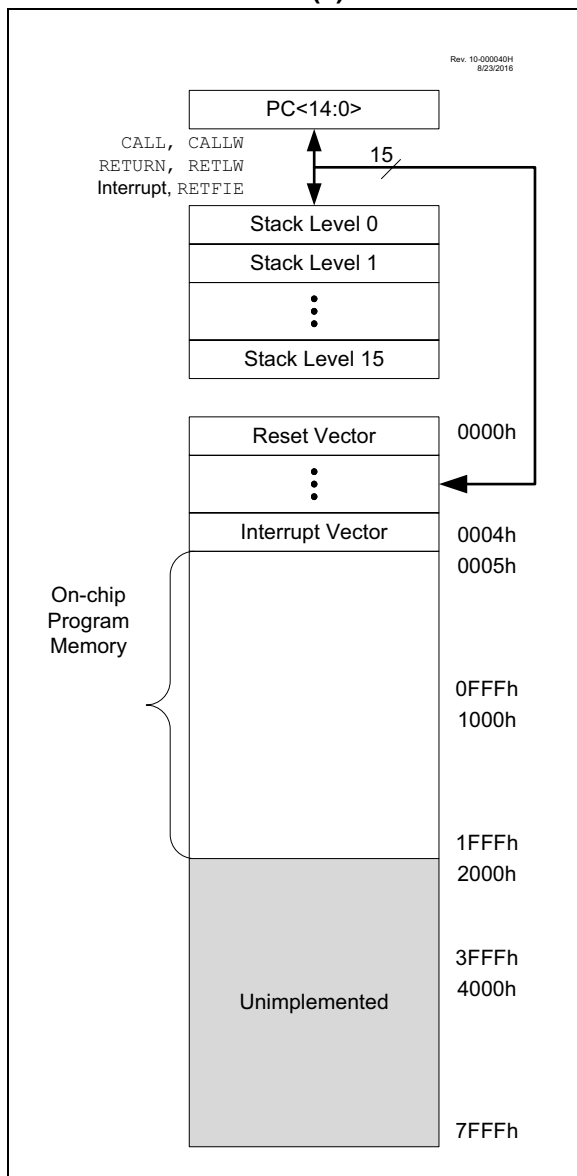 Rev. 10-000040H
8/23/2016
PC<14:0>
CALL, CALLW
RETURN, RETLW
Interrupt, RETFIE
15
Stack Level 0
Stack Level 1
Stack Level 15
Reset Vector
0000h
Interrupt Vector
0004h
0005h
On-chip
Program
Memory
0FFFh
1000h
1FFFh
2000h
3FFFh
4000h
Unimplemented
7FFFh